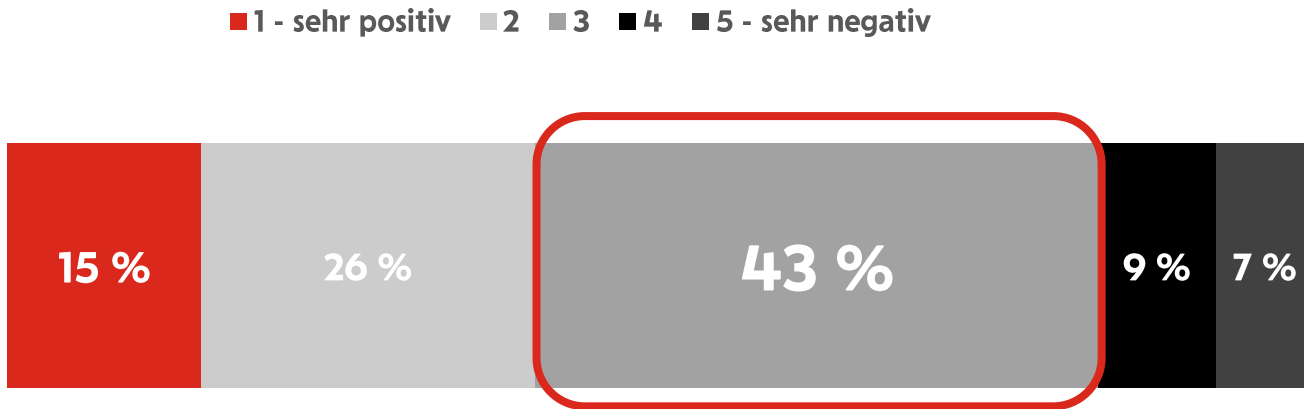 1 - sehr positiv 2 3 4 5 - sehr negativ
15 % 26 % 43 % 9 % 7 %